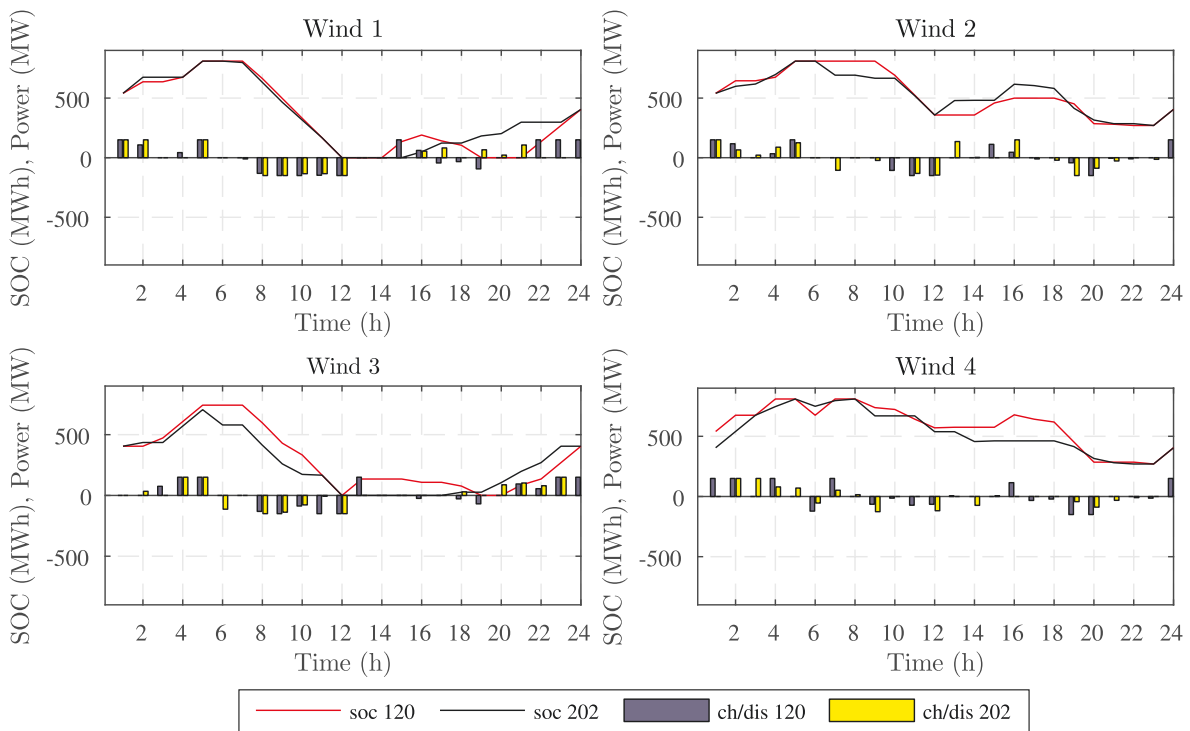 Wind 1
SOC (MWh), Power (MW)
500
0
-500
2 4 6 8 10 12 14 16 18 20 22 24
Time (h)
Wind 2
SOC (MWh), Power (MW)
500
0
-500
2 4 6 8 10 12 14 16 18 20 22 24
Time (h)
Wind 3
SOC (MWh), Power (MW)
500
0
-500
2 4 6 8 10 12 14 16 18 20 22 24
Time (h)
Wind 4
SOC (MWh), Power (MW)
500
0
-500
2 4 6 8 10 12 14 16 18 20 22 24
Time (h)
soc 120 soc 202 ch/dis 120 ch/dis 202